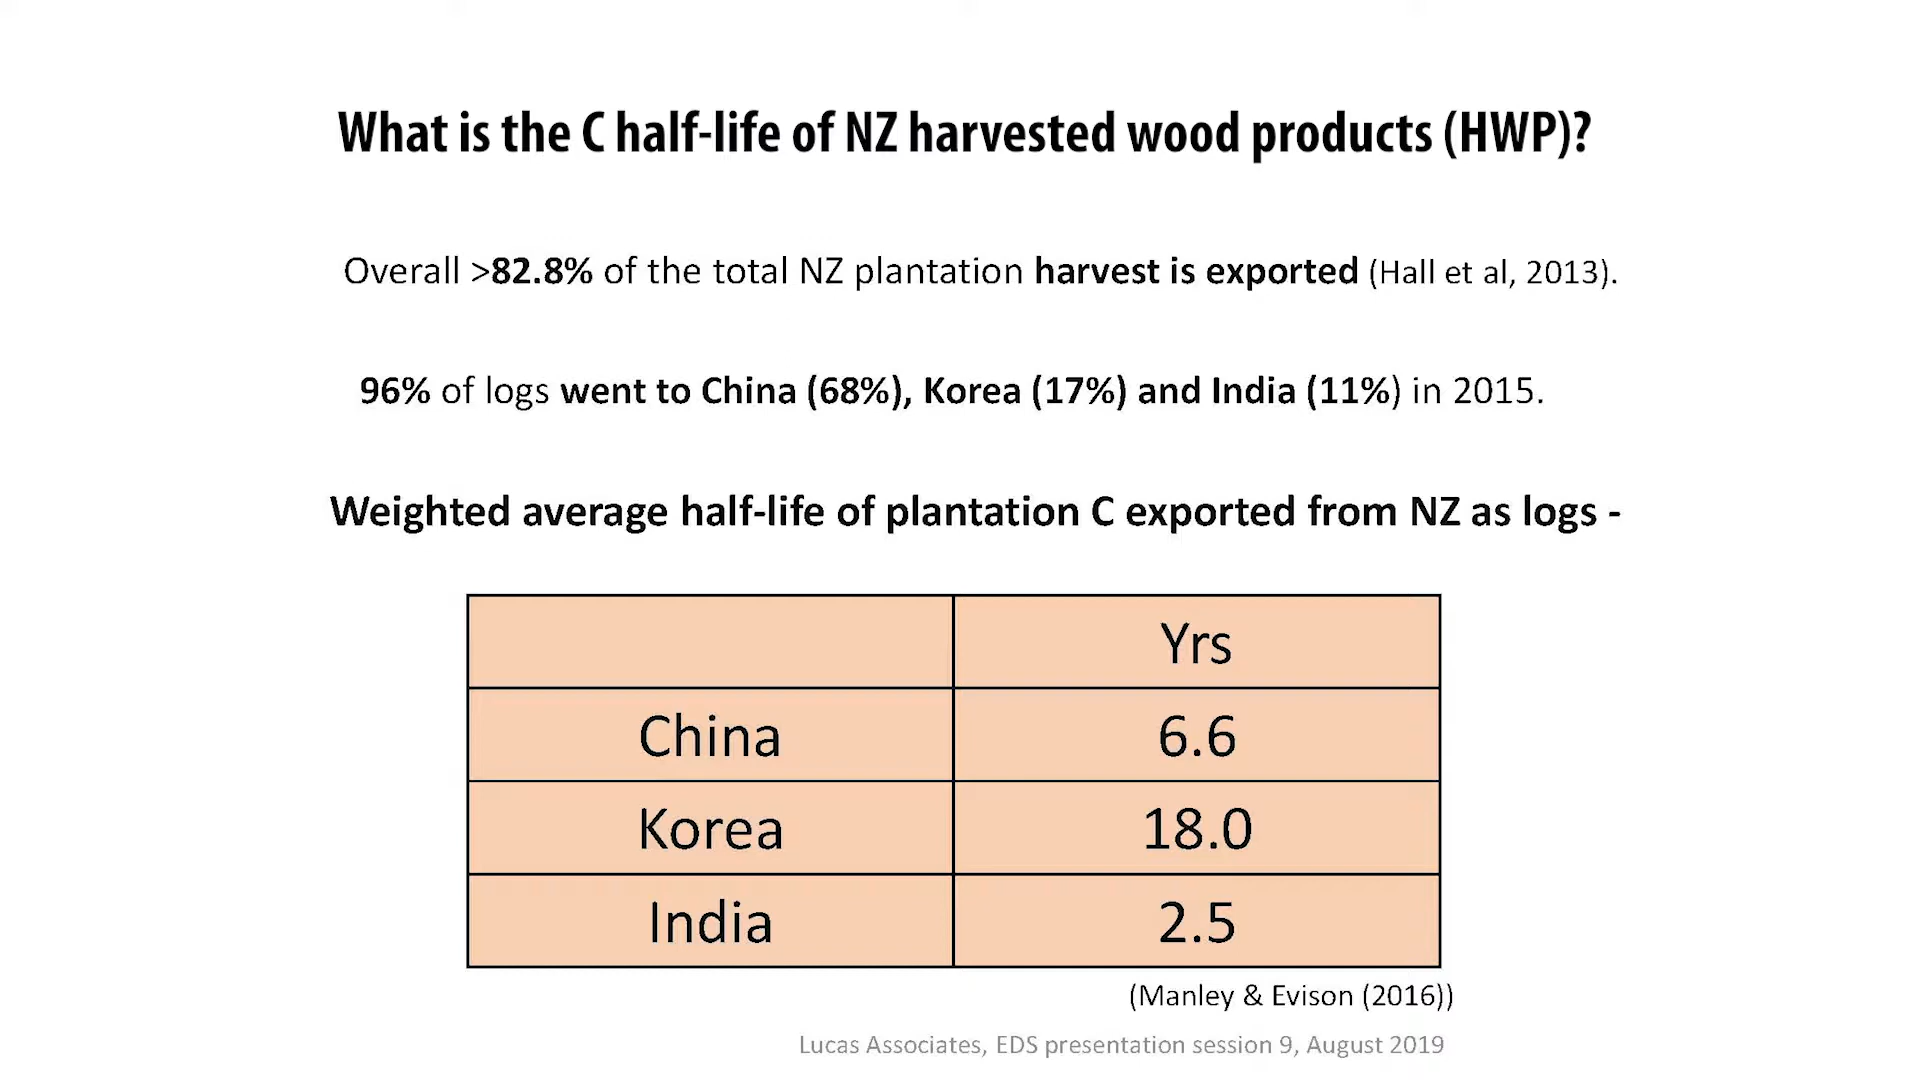 What is the C half-life of NZ harvested wood products (HWP)?
Overall >82.8% of the total NZ plantation harvest is exported (Hall et al, 2013).
96% of logs went to China (68%), Korea (17%) and India (11%) in 2015.
Weighted average half-life of plantation C exported from NZ as logs -
Yrs
China 6.6
Korea 18.0
India 2.5
(Manley & Evison (2016))
Lucas Associates, EDS presentation session 9, August 2019